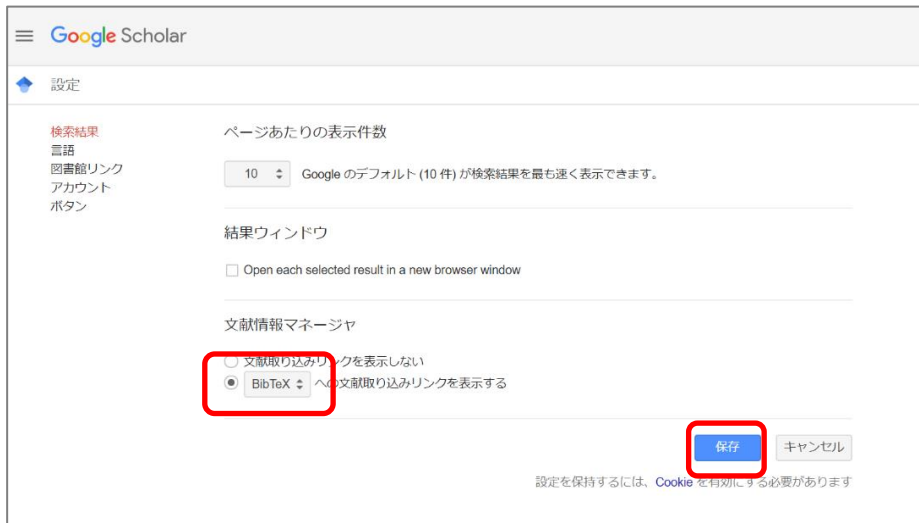 Google Scholar
設定
検索結果
言語
図書館リンク
アカウント
ボタン
ページあたりの表示件数
10 Google のデフォルト (10 件) が検索結果を最も速く表示できます。
結果ウィンドウ
Open each selected result in a new browser window
文献情報マネージャ
文献取り込みリンクを表示しない
BibTeX への文献取り込みリンクを表示する
保存 キャンセル
設定を保持するには、Cookie を有効にする必要があります